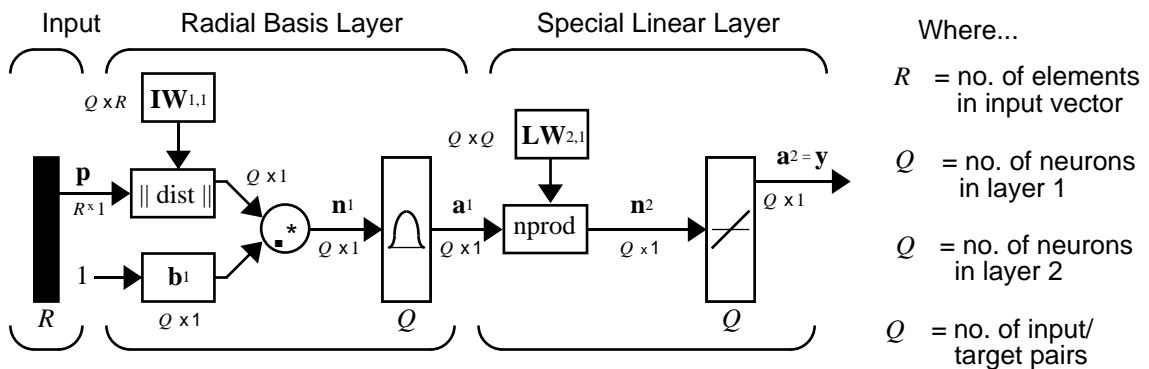 Input Radial Basis Layer Special Linear Layer
Where...
R = no. of elements
in input vector
Q = no. of neurons
in layer 1
Q = no. of neurons
in layer 2
Q = no. of input/
target pairs
Q x R IW1,1
Q x Q LW2,1
p
R x 1
|| dist ||
Q x 1
.*
1
b1
Q x 1
n1
Q x 1
a1
Q x 1
nprod
n2
Q x 1
a2 = y
Q x 1
R Q Q